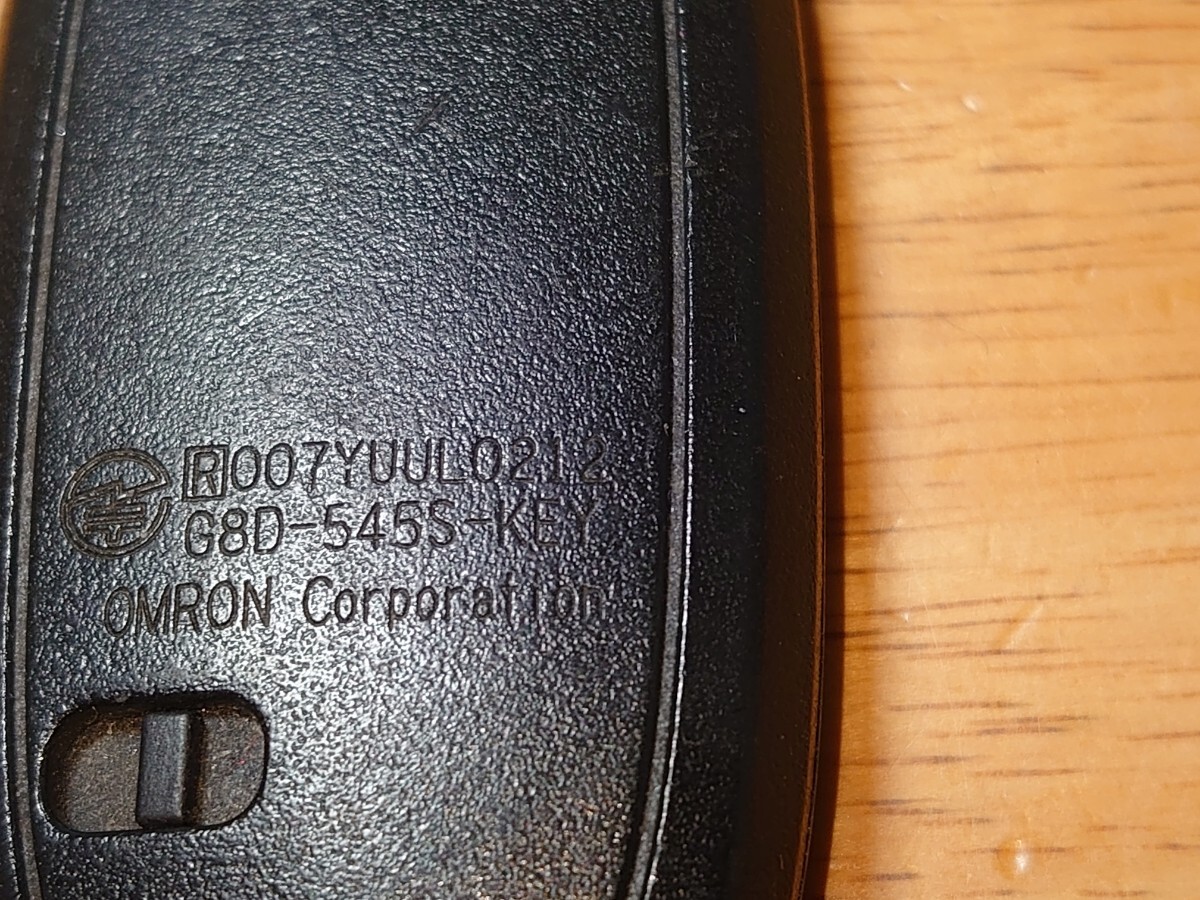 R007YUUL0212
G8D-545S-KEY
OMRON Corporation